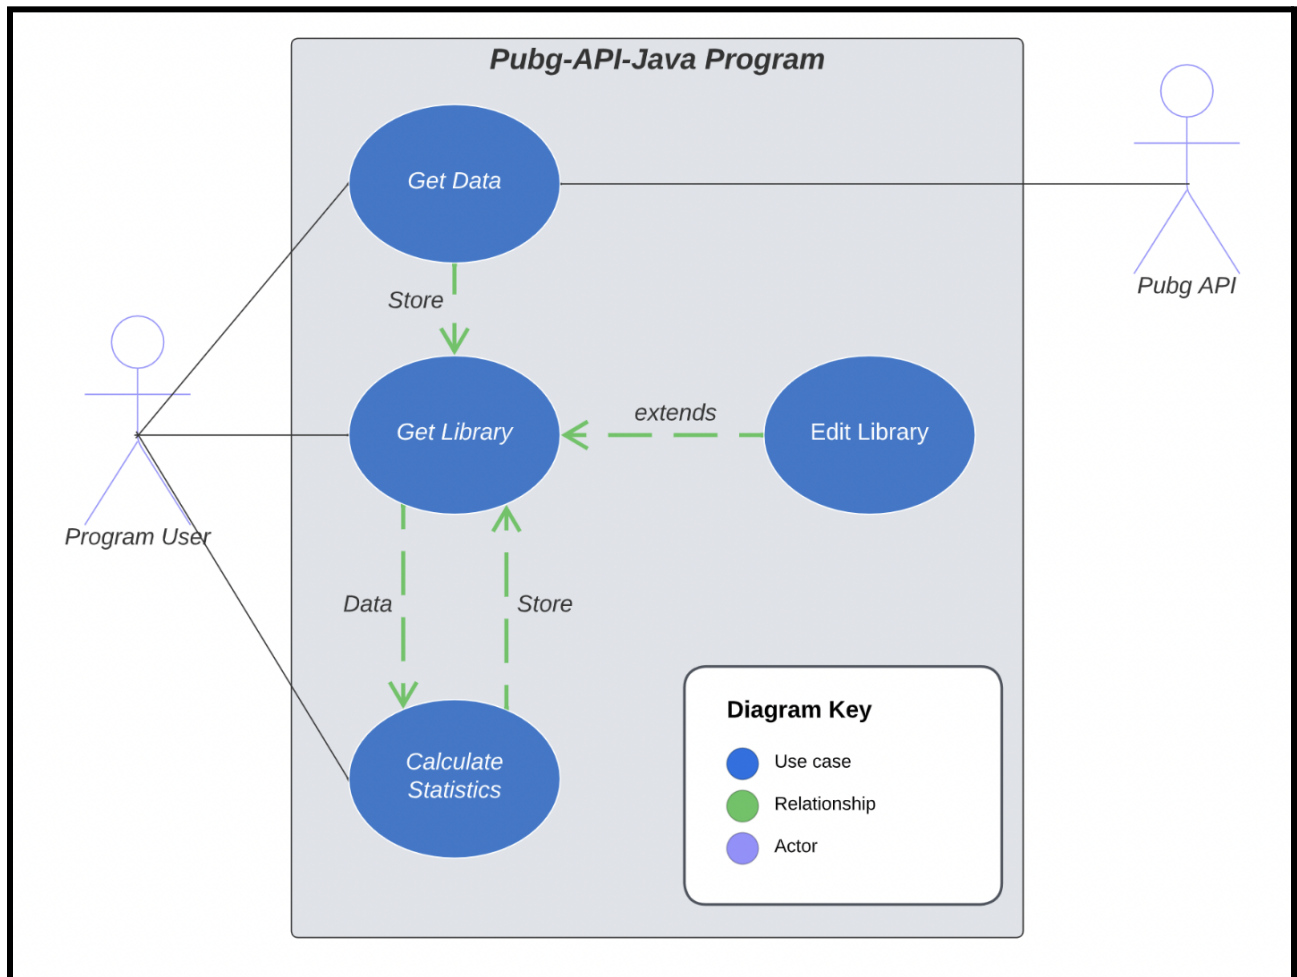 Pubg-API-Java Program
Get Data
Pubg API
Store
Get Library
extends
Edit Library
Program User
Data
Store
Calculate
Statistics
Diagram Key
Use case
Relationship
Actor